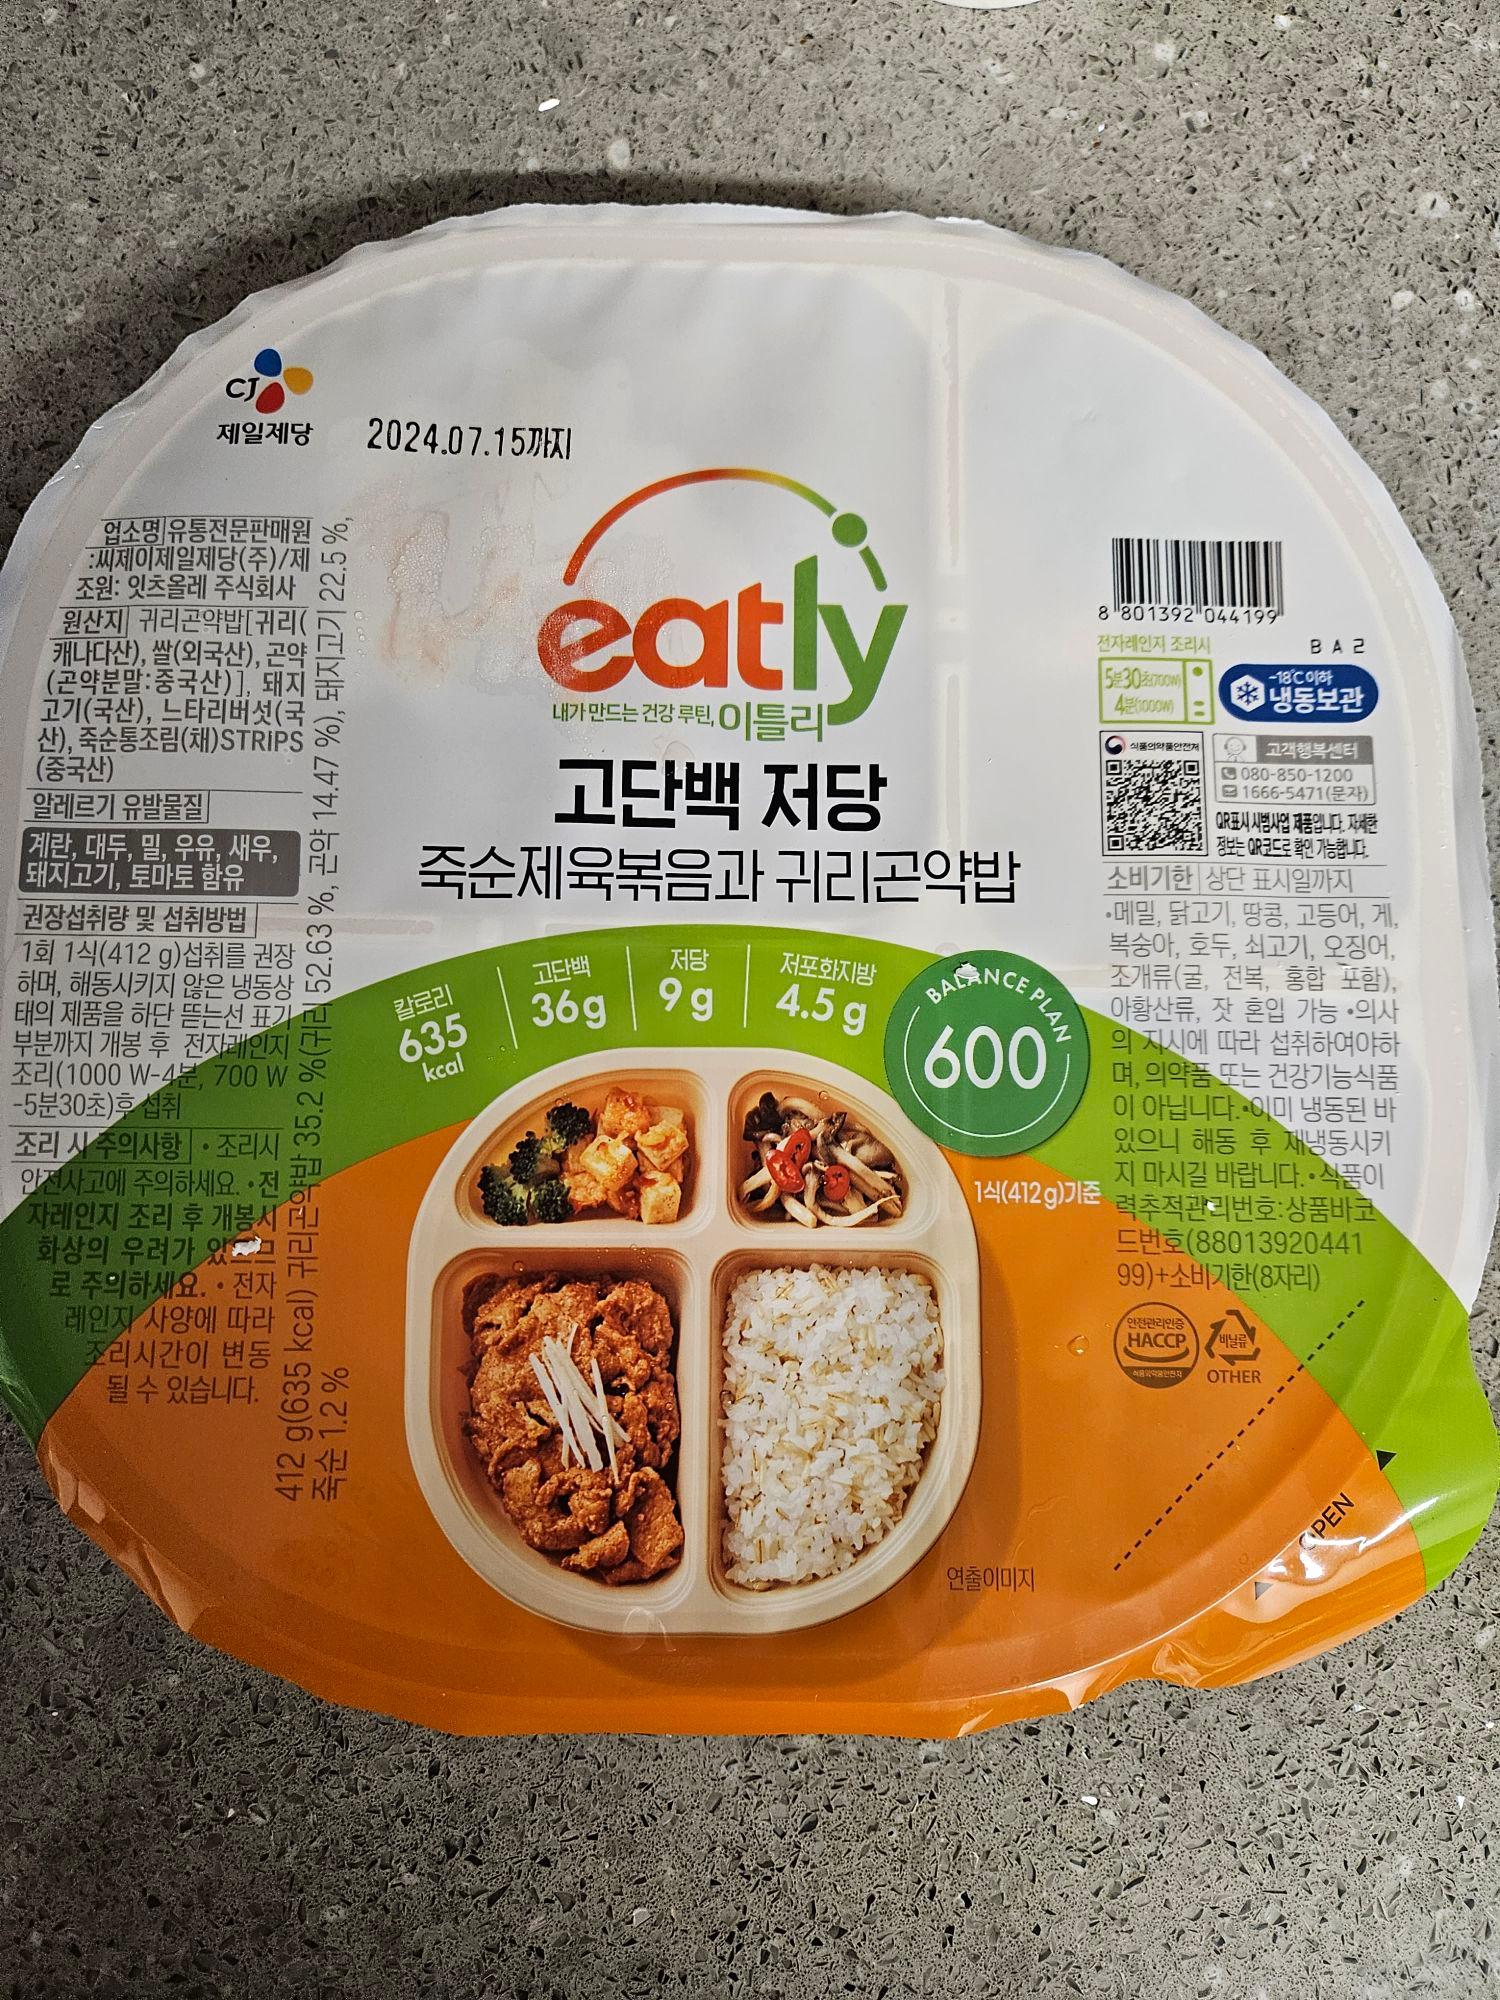 CJ
제일제당
2024.07.15까지
업소명 유통전문판매원
:씨제이제일제당(주)/제
조원: 잇츠올레 주식회사
원산지 귀리곤약밥[귀리(
캐나다산), 쌀(외국산), 곤약
(곤약분말:중국산)], 돼지
고기(국산), 느타리버섯(국
산), 죽순통조림(채)STRIPS
(중국산)
알레르기 유발물질
계란, 대두, 밀, 우유, 새우,
돼지고기, 토마토 함유
권장섭취량 및 섭취방법
1회 1식(412 g)섭취를 권장
하며, 해동시키지 않은 냉동상
태의 제품을 하단 뜯는선 표기
부분까지 개봉 후 전자레인지
조리(1000 W-4분, 700 W
-5분30초)후 섭취
조리 시 주의사항 • 조리시
안전사고에 주의하세요. • 전
자레인지 조리 후 개봉시
화상의 우려가 있으므
로 주의하세요. • 전자
레인지 사양에 따라
조리시간이 변동
될 수 있습니다.
412 g(635 kcal) 귀리곤약밥 35.2 %(귀리 52.63 %, 곤약 14.47 %), 돼지고기 22.5 %,
죽순 1.2 %
eatly
내가 만드는 건강 루틴, 이틀리
고단백 저당
죽순제육볶음과 귀리곤약밥
칼로리
635
kcal
고단백
36g
저당
9g
저포화지방
4.5g
BALANCE PLAN
600
1식(412g)기준
연출이미지
8 801392 044199
전자레인지 조리시
BA2
5분30초(700W)
4분(1000W)
-18℃ 이하
냉동보관
식품의약품안전처
고객행복센터
080-850-1200
1666-5471(문자)
QR표시 시범사업 제품입니다. 자세한
정보는 QR코드로 확인 가능합니다.
소비기한 상단 표시일까지
•메밀, 닭고기, 땅콩, 고등어, 게,
복숭아, 호두, 쇠고기, 오징어,
조개류(굴, 전복, 홍합 포함),
아황산류, 잣 혼입 가능 •의사
의 지시에 따라 섭취하여야하
며, 의약품 또는 건강기능식품
이 아닙니다. •이미 냉동된 바
있으니 해동 후 재냉동시키
지 마시길 바랍니다. •식품이
력추적관리번호:상품바코
드번호(88013920441
99)+소비기한(8자리)
안전관리인증
HACCP
식품의약품안전처
비닐류
OTHER
OPEN